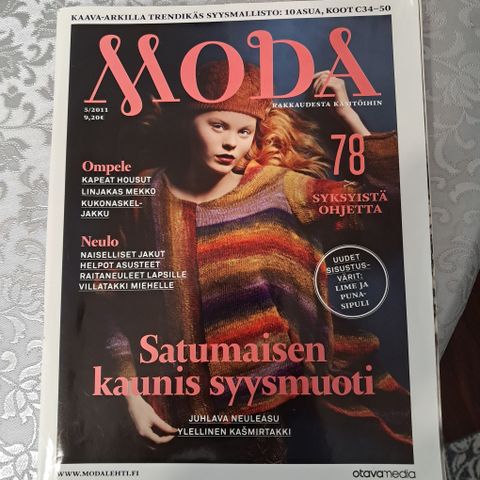 KAAVA-ARKILLA TRENDIKÄS SYYSMALLISTO: 10 ASUA, KOOT C34–50
MODA
5/2011
9,20€
RAKKAUDESTA KÄSITÖIHIN
78
SYKSYISTÄ
OHJETTA
Ompele
KAPEAT HOUSUT
LINJAKAS MEKKO
KUKONASKEL-
JAKKU
Neulo
NAISELLISET JAKUT
HELPOT ASUSTEET
RAITANEULEET LAPSILLE
VILLATAKKI MIEHELLE
UUDET
SISUSTUS-
VÄRIT:
LIME JA
PUNA-
SIPULI
Satumaisen
kaunis syysmuoti
JUHLAVA NEULEASU
YLELLINEN KAŠMIRTAKKI
WWW.MODALEHTI.FI
otavamedia